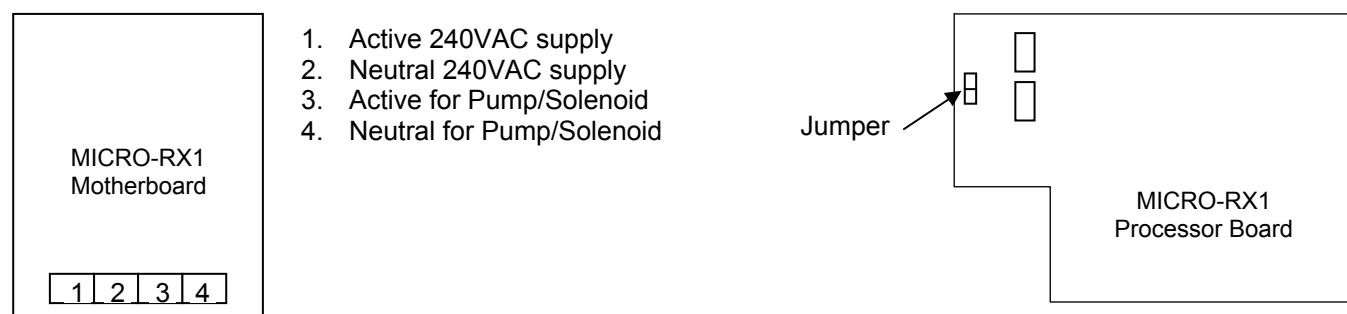 1. Active 240VAC supply
2. Neutral 240VAC supply
3. Active for Pump/Solenoid
4. Neutral for Pump/Solenoid
MICRO-RX1
Motherboard
1 2 3 4
Jumper
MICRO-RX1
Processor Board